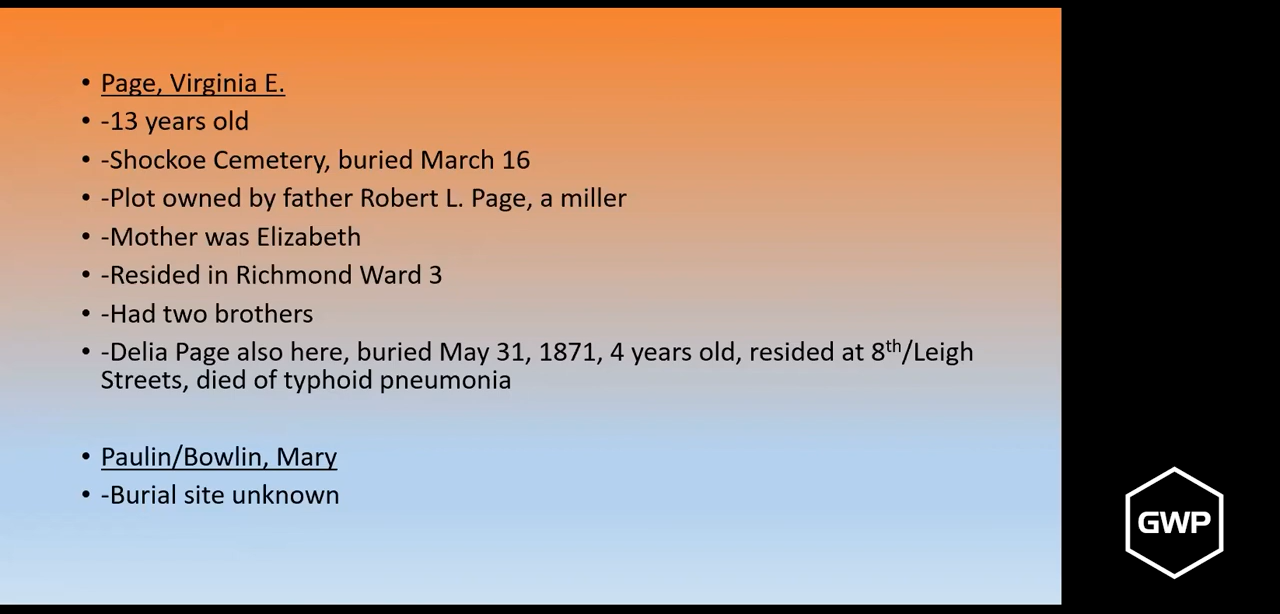 • Page, Virginia E.
• -13 years old
• -Shockoe Cemetery, buried March 16
• -Plot owned by father Robert L. Page, a miller
• -Mother was Elizabeth
• -Resided in Richmond Ward 3
• -Had two brothers
• -Delia Page also here, buried May 31, 1871, 4 years old, resided at 8th/Leigh
Streets, died of typhoid pneumonia
• Paulin/Bowlin, Mary
• -Burial site unknown
GWP